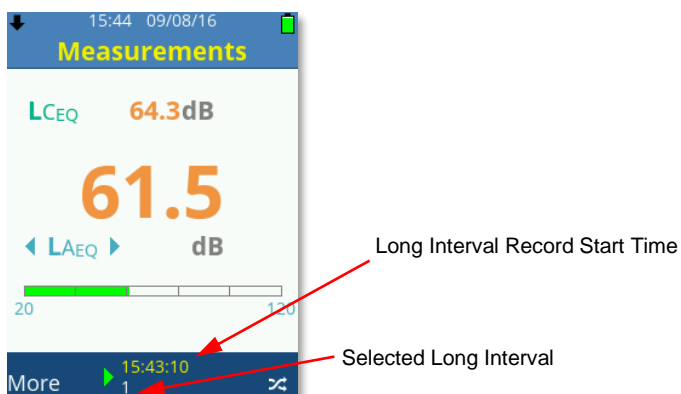 15:44 09/08/16
Measurements
LCEQ 64.3dB
61.5
LAEQ dB
20 120
Long Interval Record Start Time
15:43:10
Selected Long Interval
More 1